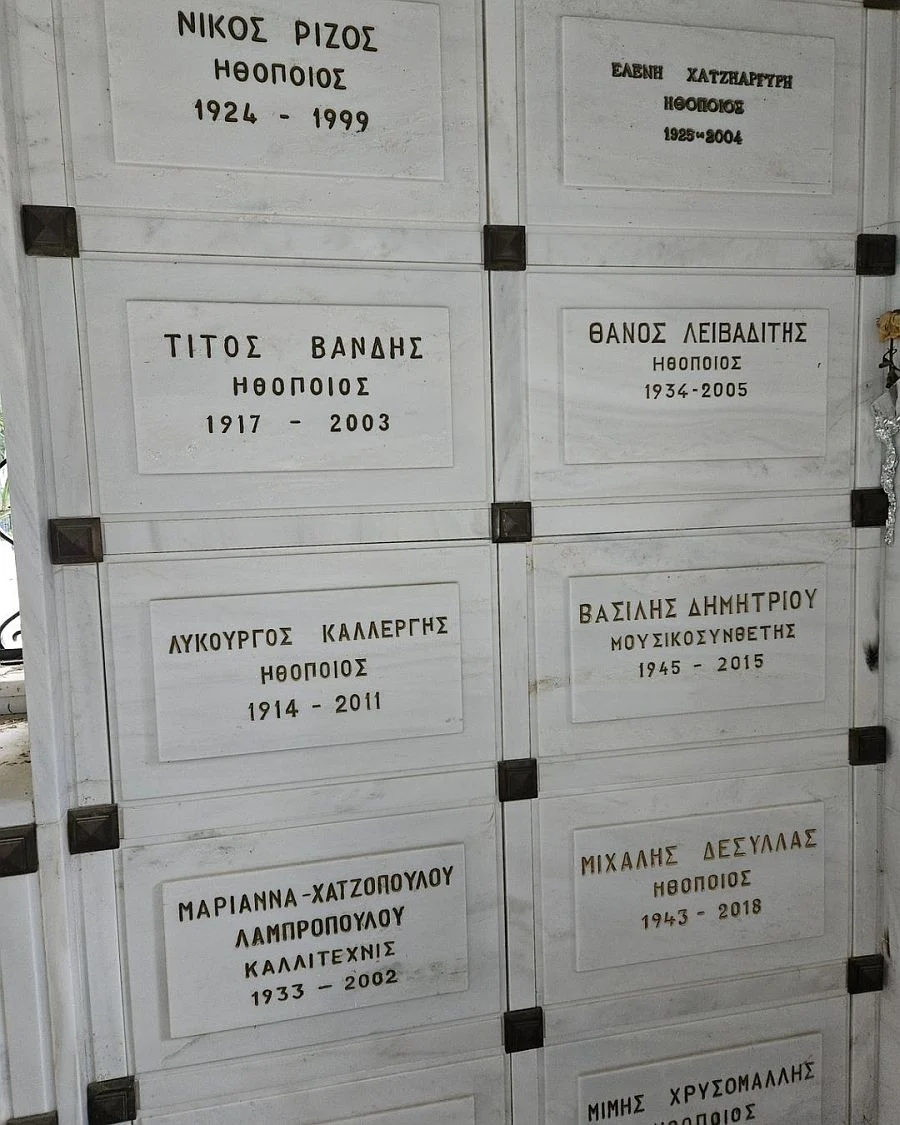 ΝΙΚΟΣ ΡΙΖΟΣ
ΗΘΟΠΟΙΟΣ
1924 - 1999
ΕΛΕΝΗ ΧΑΤΖΗΑΡΓΥΡΗ
ΗΘΟΠΟΙΟΣ
1925-2004
ΤΙΤΟΣ ΒΑΝΔΗΣ
ΗΘΟΠΟΙΟΣ
1917 - 2003
ΘΑΝΟΣ ΛΕΙΒΑΔΙΤΗΣ
ΗΘΟΠΟΙΟΣ
1934-2005
ΛΥΚΟΥΡΓΟΣ ΚΑΛΛΕΡΓΗΣ
ΗΘΟΠΟΙΟΣ
1914 - 2011
ΒΑΣΙΛΗΣ ΔΗΜΗΤΡΙΟΥ
ΜΟΥΣΙΚΟΣΥΝΘΕΤΗΣ
1945 - 2015
ΜΑΡΙΑΝΝΑ-ΧΑΤΖΟΠΟΥΛΟΥ
ΛΑΜΠΡΟΠΟΥΛΟΥ
ΚΑΛΛΙΤΕΧΝΙΣ
1933 - 2002
ΜΙΧΑΛΗΣ ΔΕΣΥΛΛΑΣ
ΗΘΟΠΟΙΟΣ
1943 - 2018
ΜΙΜΗΣ ΧΡΥΣΟΜΑΛΛΗΣ
ΗΘΟΠΟΙΟΣ